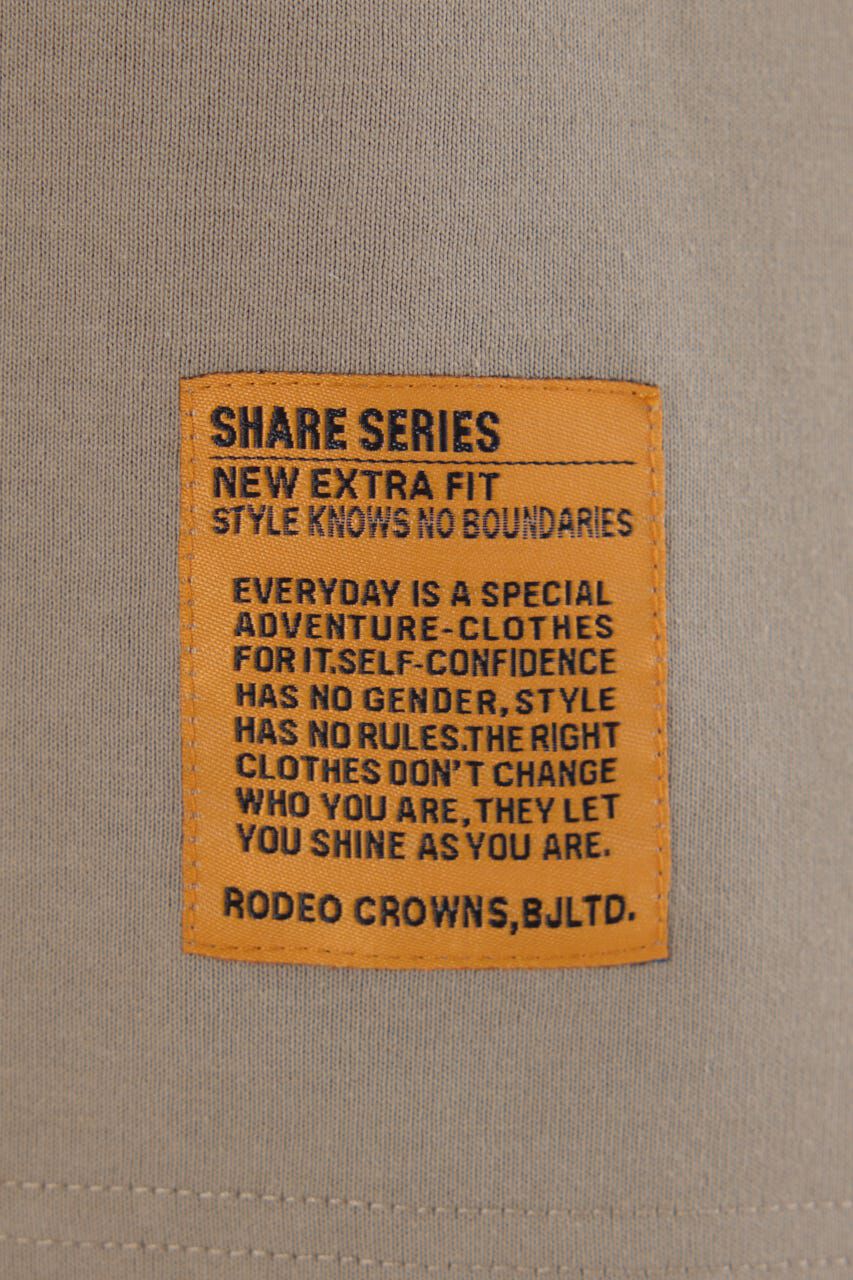 SHARE SERIES
NEW EXTRA FIT
STYLE KNOWS NO BOUNDARIES
EVERYDAY IS A SPECIAL
ADVENTURE-CLOTHES
FOR IT.SELF-CONFIDENCE
HAS NO GENDER,STYLE
HAS NO RULES.THE RIGHT
CLOTHES DON'T CHANGE
WHO YOU ARE,THEY LET
YOU SHINE AS YOU ARE.
RODEO CROWNS,BJLTD.